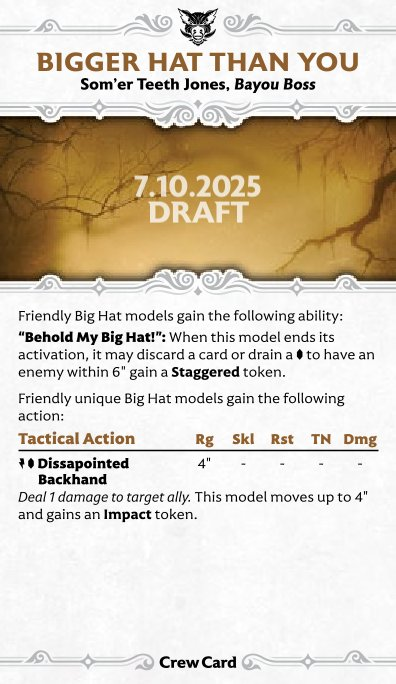 BIGGER HAT THAN YOU
Som'er Teeth Jones, Bayou Boss
7.10.2025
DRAFT
Friendly Big Hat models gain the following ability:
“Behold My Big Hat!”: When this model ends its
activation, it may discard a card or drain a to have an
enemy within 6" gain a Staggered token.
Friendly unique Big Hat models gain the following
action:
Tactical Action Rg Skl Rst TN Dmg
Dissapointed 4" - - - -
Backhand
Deal 1 damage to target ally. This model moves up to 4"
and gains an Impact token.
Crew Card